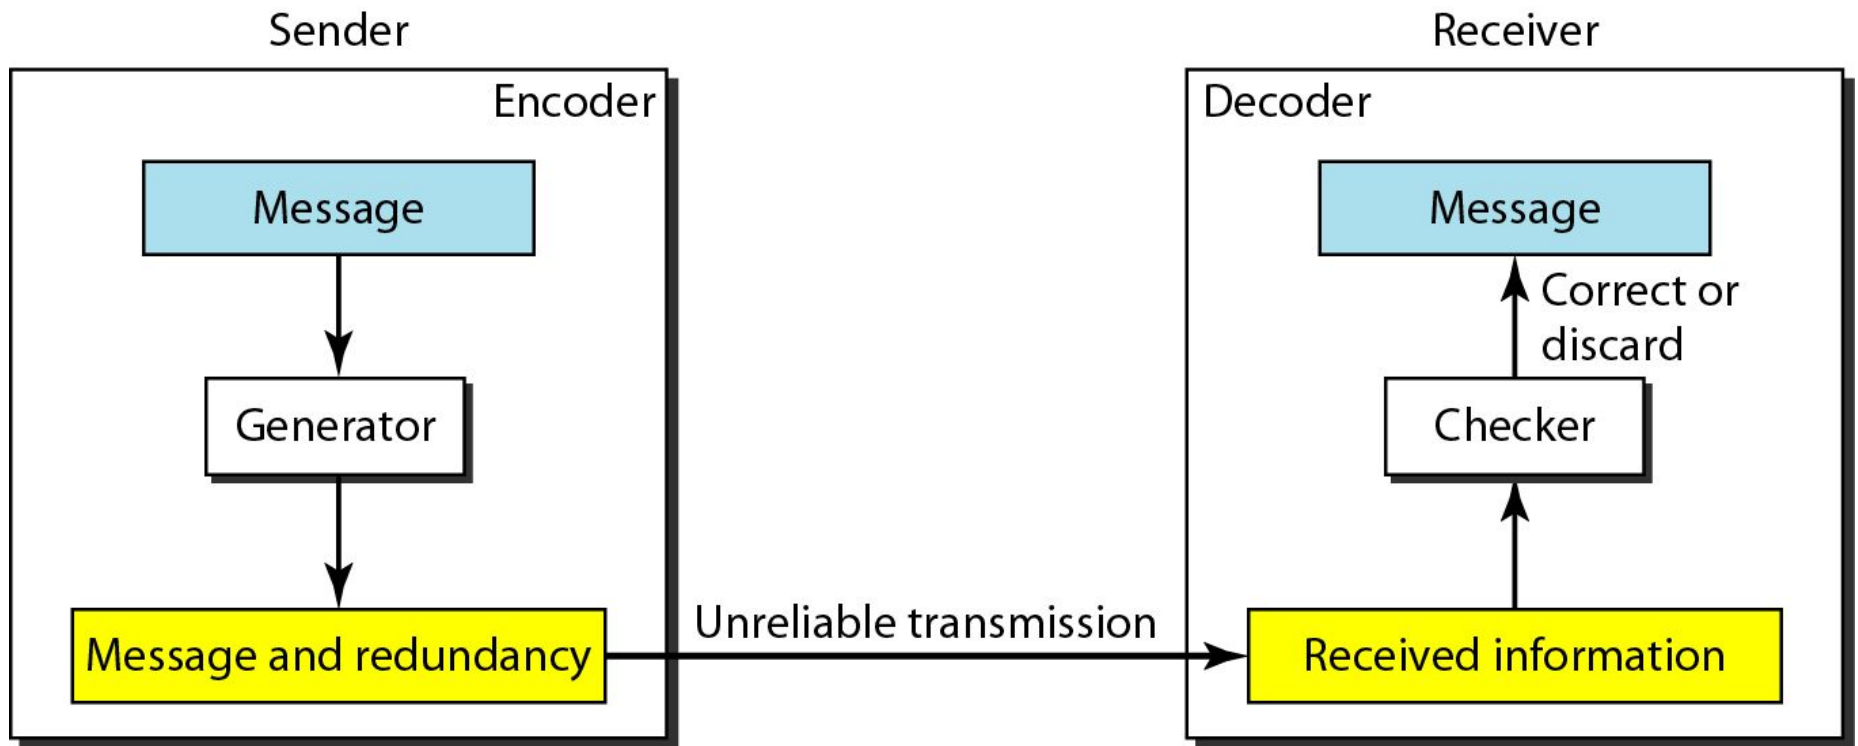 Sender
Encoder
Message
Generator
Message and redundancy
Unreliable transmission
Receiver
Decoder
Message
Correct or
discard
Checker
Received information